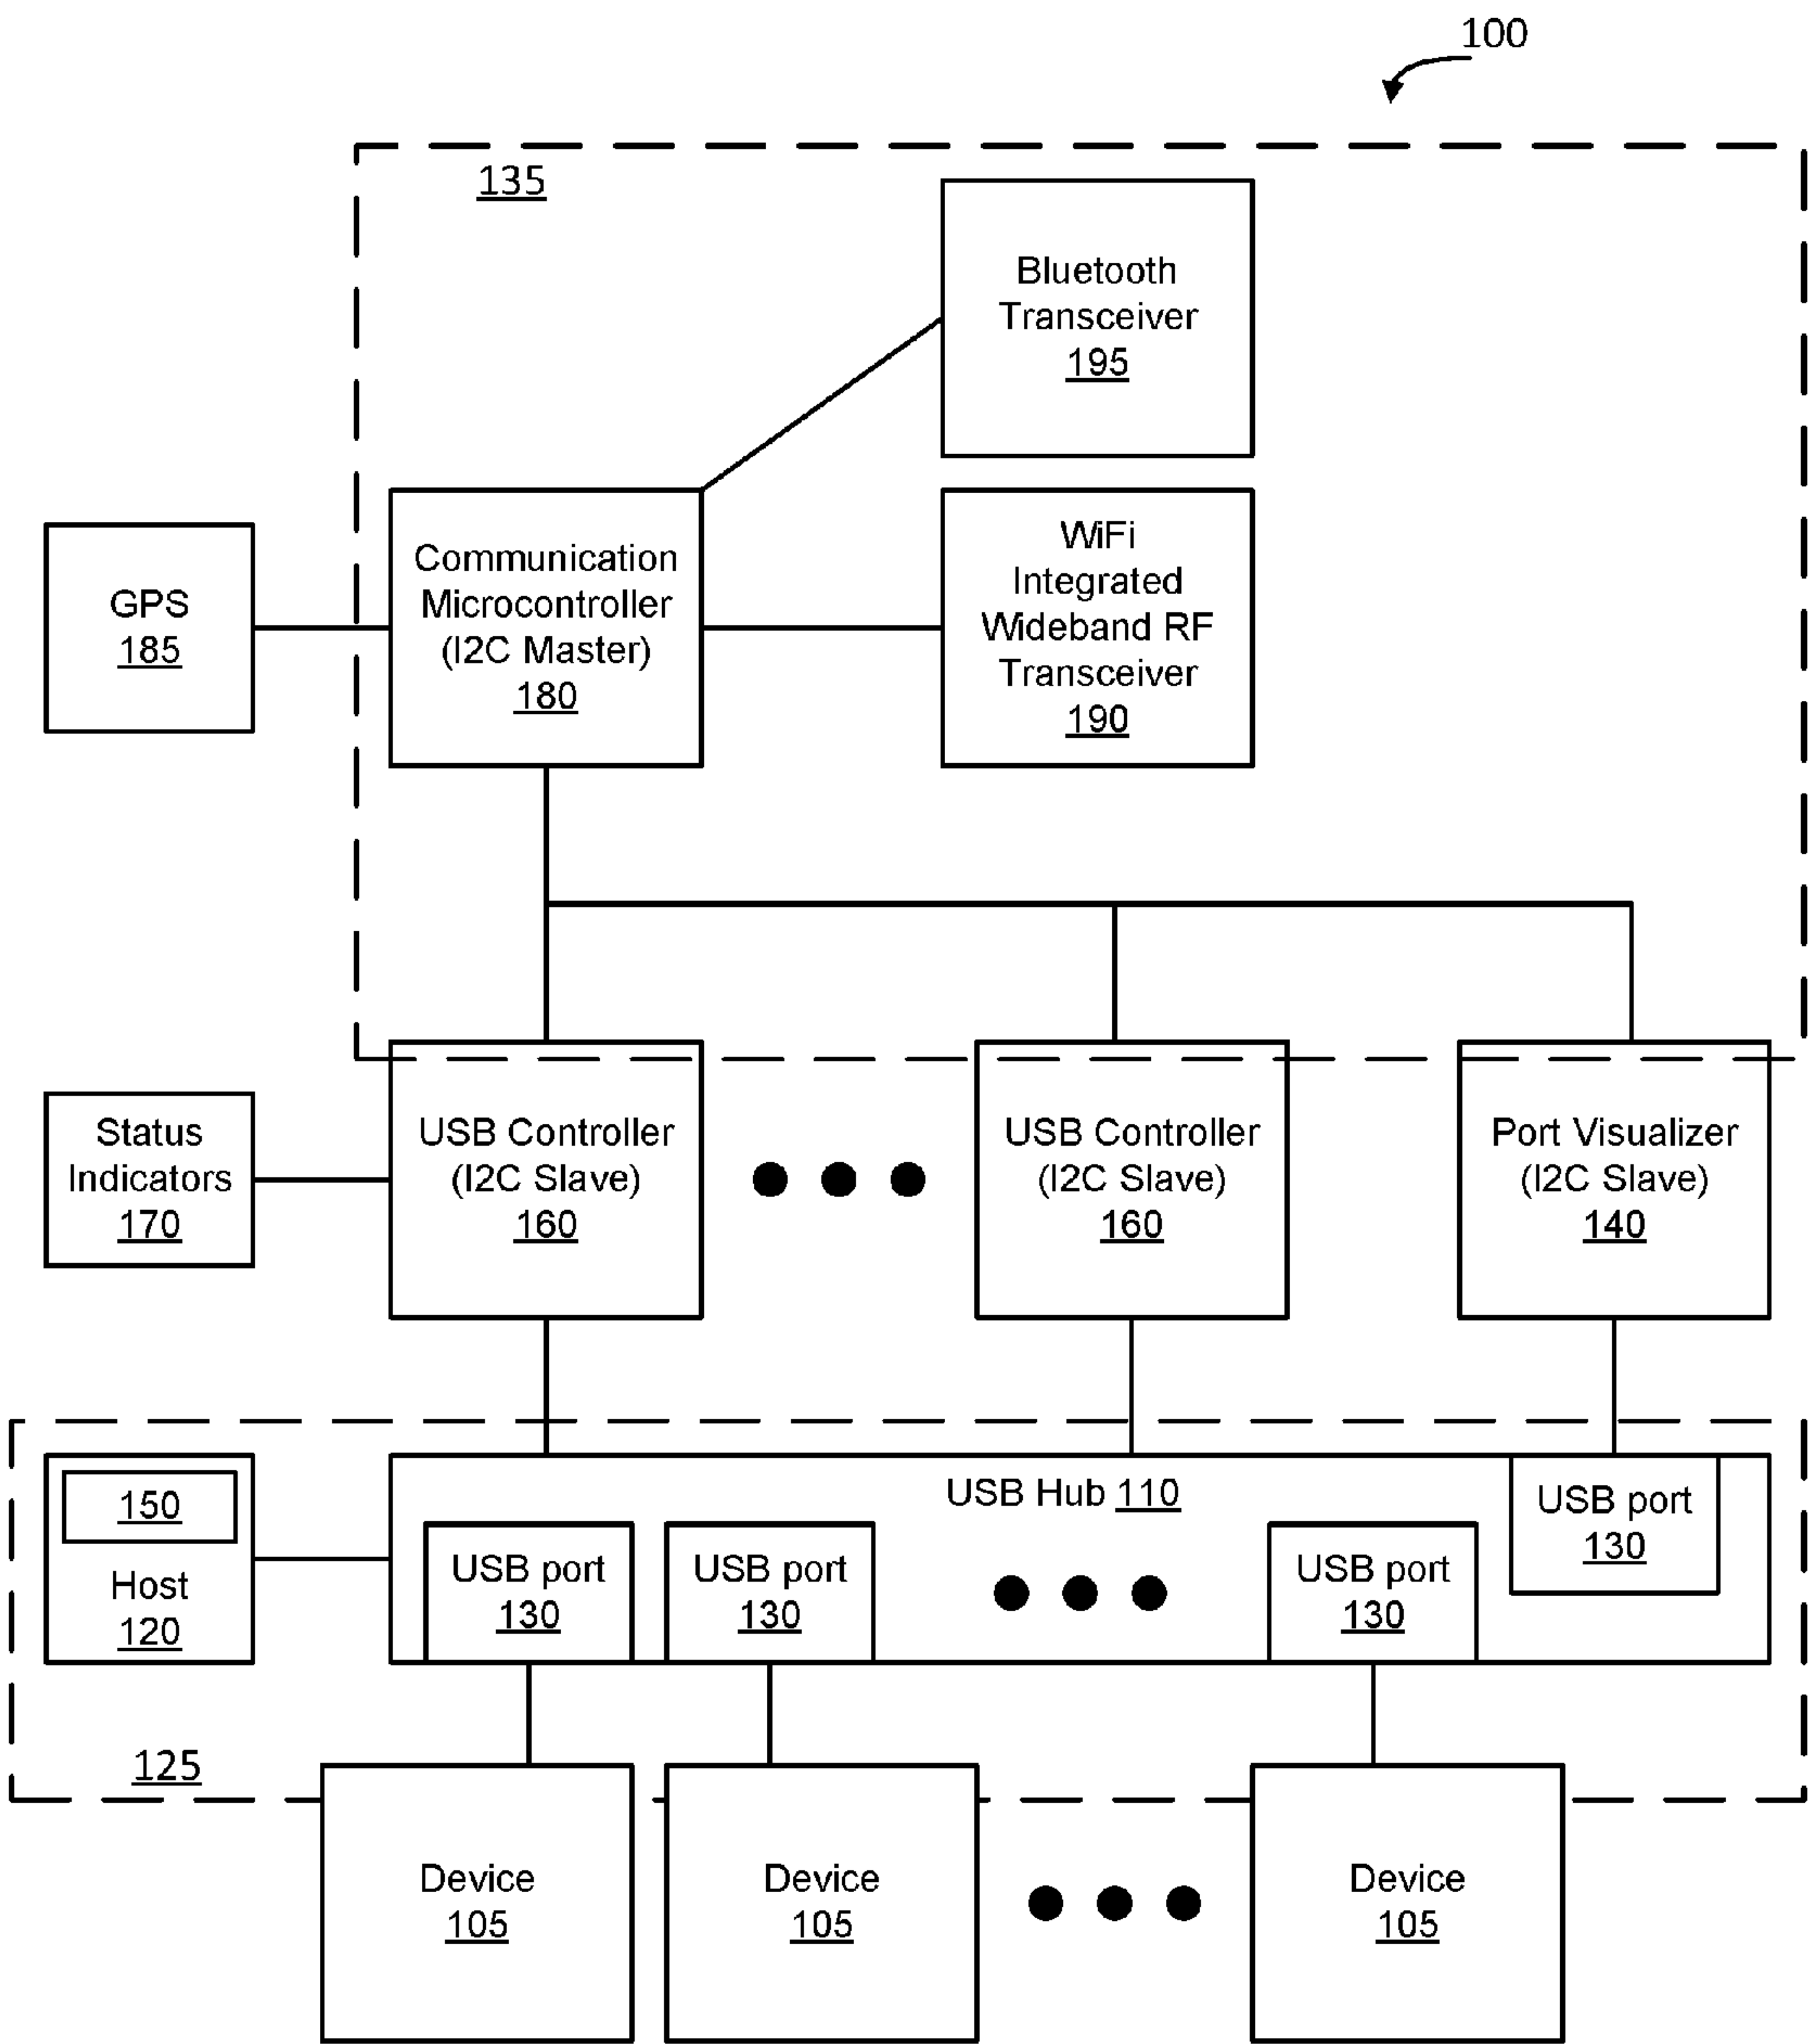 100
135
Bluetooth
Transceiver
195
GPS
185
Communication
Microcontroller
(I2C Master)
180
WiFi
Integrated
Wideband RF
Transceiver
190
Status
Indicators
170
USB Controller
(I2C Slave)
160
USB Controller
(I2C Slave)
160
Port Visualizer
(I2C Slave)
140
150
Host
120
USB Hub 110
USB port
130
USB port
130
USB port
130
USB port
130
125
Device
105
Device
105
Device
105